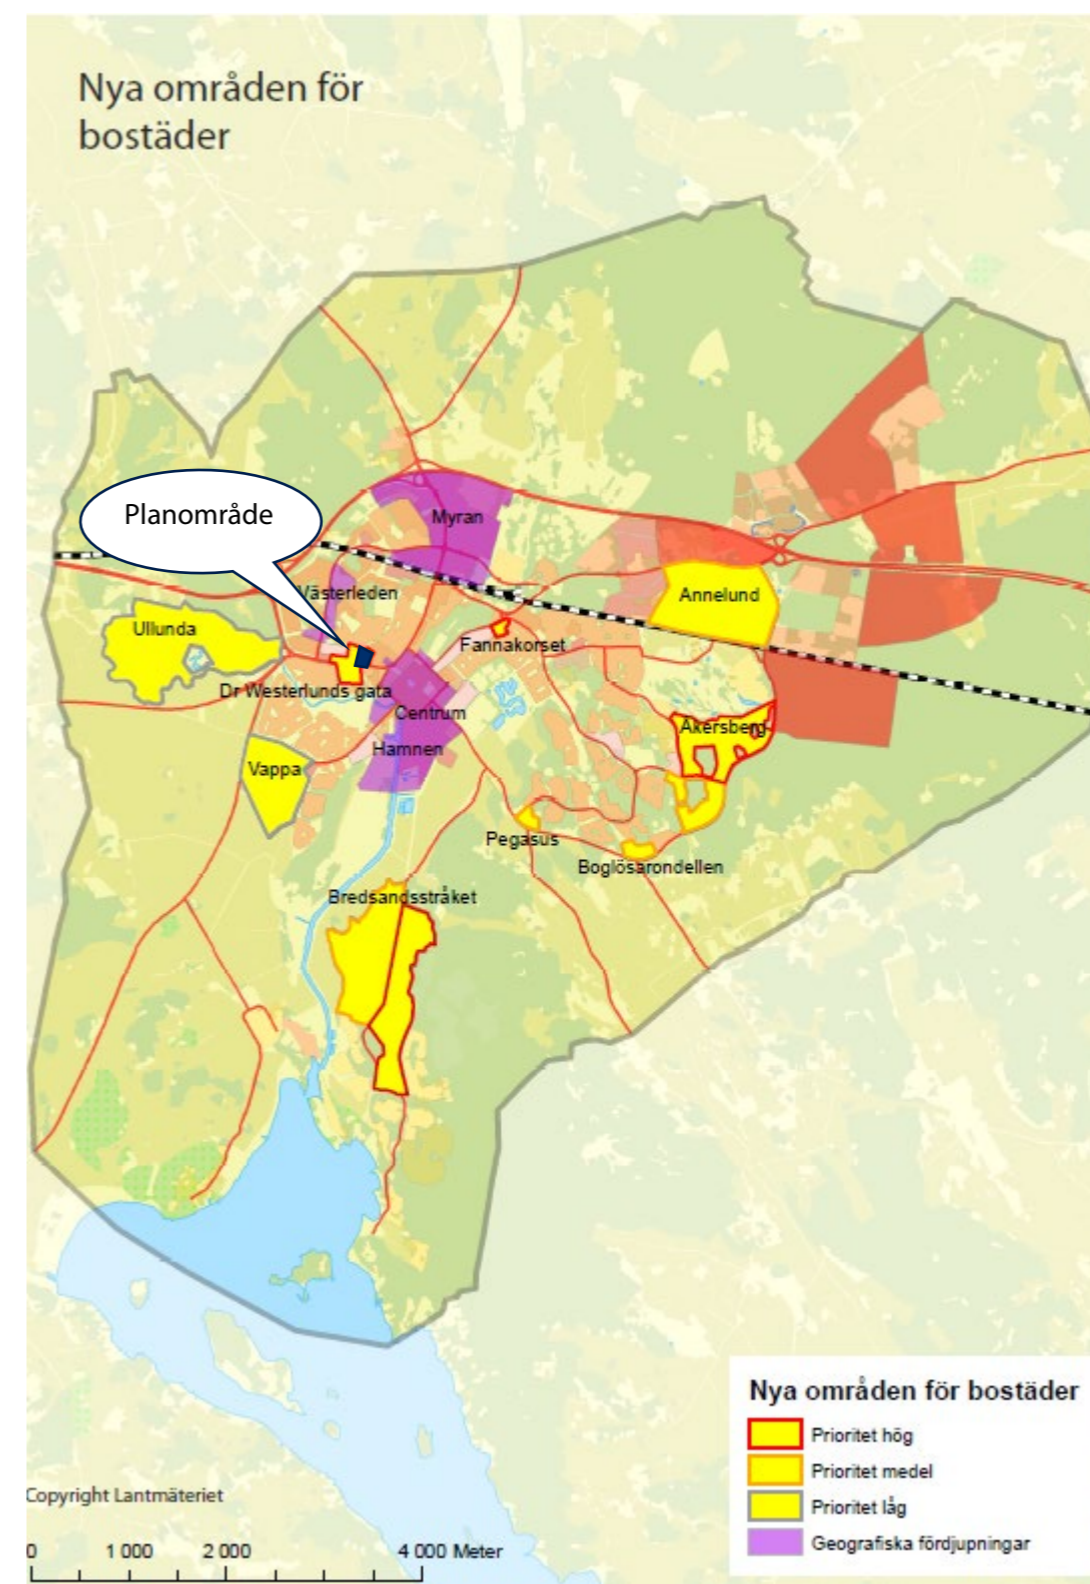 Nya områden för
bostäder
Planområde
Myran
Västerleden
Annelund
Ullunda
Fannakorset
Dr Westerlunds gata
Centrum
Åkersberg
Hamnen
Vappa
Pegasus
Boglösarondellen
Bredsandsstråket
Nya områden för bostäder
Prioritet hög
Prioritet medel
Prioritet låg
Geografiska fördjupningar
Copyright Lantmäteriet
0 1 000 2 000 4 000 Meter